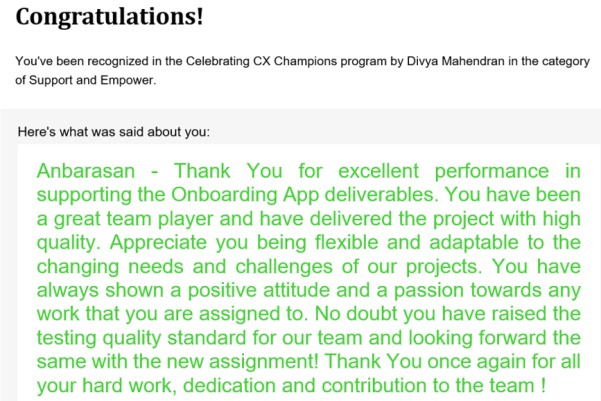 Congratulations!
You've been recognized in the Celebrating CX Champions program by Divya Mahendran in the category
of Support and Empower.
Here's what was said about you:
Anbarasan - Thank You for excellent performance in
supporting the Onboarding App deliverables. You have been
a great team player and have delivered the project with high
quality. Appreciate you being flexible and adaptable to the
changing needs and challenges of our projects. You have
always shown a positive attitude and a passion towards any
work that you are assigned to. No doubt you have raised the
testing quality standard for our team and looking forward the
same with the new assignment! Thank You once again for all
your hard work, dedication and contribution to the team !